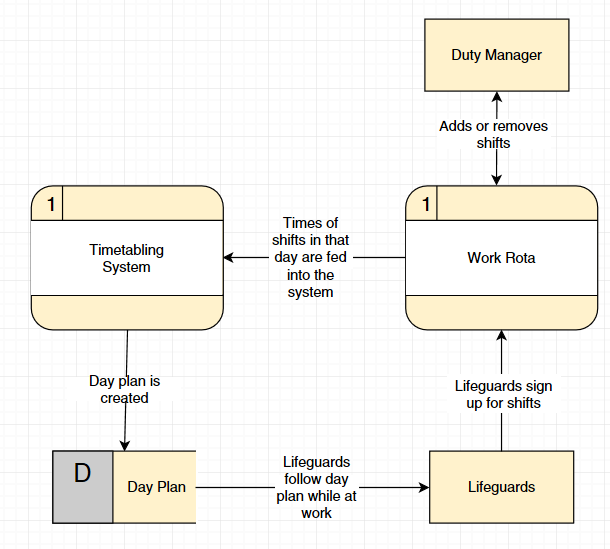 Duty Manager
Adds or removes
shifts
1
Timetabling
System
Times of
shifts in that
day are fed
into the
system
1
Work Rota
Day plan is
created
Lifeguards sign
up for shifts
D
Day Plan
Lifeguards
follow day
plan while at
work
Lifeguards